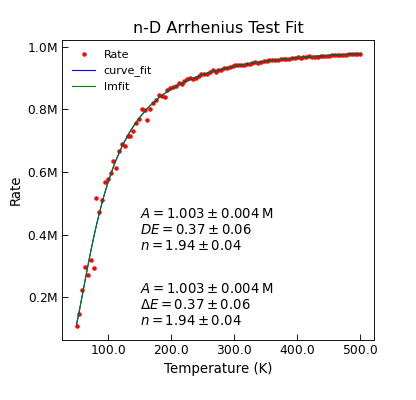 n-D Arrhenius Test Fit
1.0M
0.8M
0.6M
0.4M
0.2M
Rate
Rate
curve_fit
lmfit
A = 1.003 ± 0.004 M
DE = 0.37 ± 0.06
n = 1.94 ± 0.04
A = 1.003 ± 0.004 M
ΔE = 0.37 ± 0.06
n = 1.94 ± 0.04
100.0 200.0 300.0 400.0 500.0
Temperature (K)